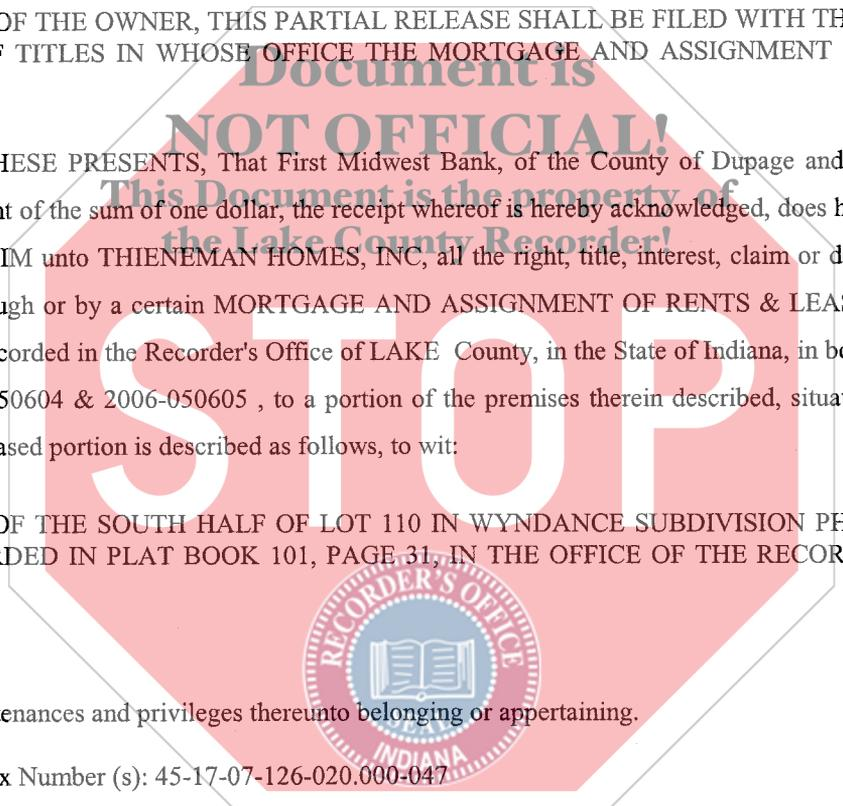 OF THE OWNER, THIS PARTIAL RELEASE SHALL BE FILED WITH TH
F TITLES IN WHOSE OFFICE THE MORTGAGE AND ASSIGNMENT
Document is
NOT OFFICIAL!
HESE PRESENTS, That First Midwest Bank, of the County of Dupage and
This Document is the property of
nt of the sum of one dollar, the receipt whereof is hereby acknowledged, does h
the Lake County Recorder!
IM unto THIENEMAN HOMES, INC, all the right, title, interest, claim or d
ugh or by a certain MORTGAGE AND ASSIGNMENT OF RENTS & LEAS
corded in the Recorder's Office of LAKE County, in the State of Indiana, in bo
50604 & 2006-050605 , to a portion of the premises therein described, situa
ased portion is described as follows, to wit:
STOP
OF THE SOUTH HALF OF LOT 110 IN WYNDANCE SUBDIVISION PH
RDED IN PLAT BOOK 101, PAGE 31, IN THE OFFICE OF THE RECOR
RECORDER'S OFFICE
SEAL
INDIANA
enances and privileges thereunto belonging or appertaining.
x Number (s): 45-17-07-126-020.000-047